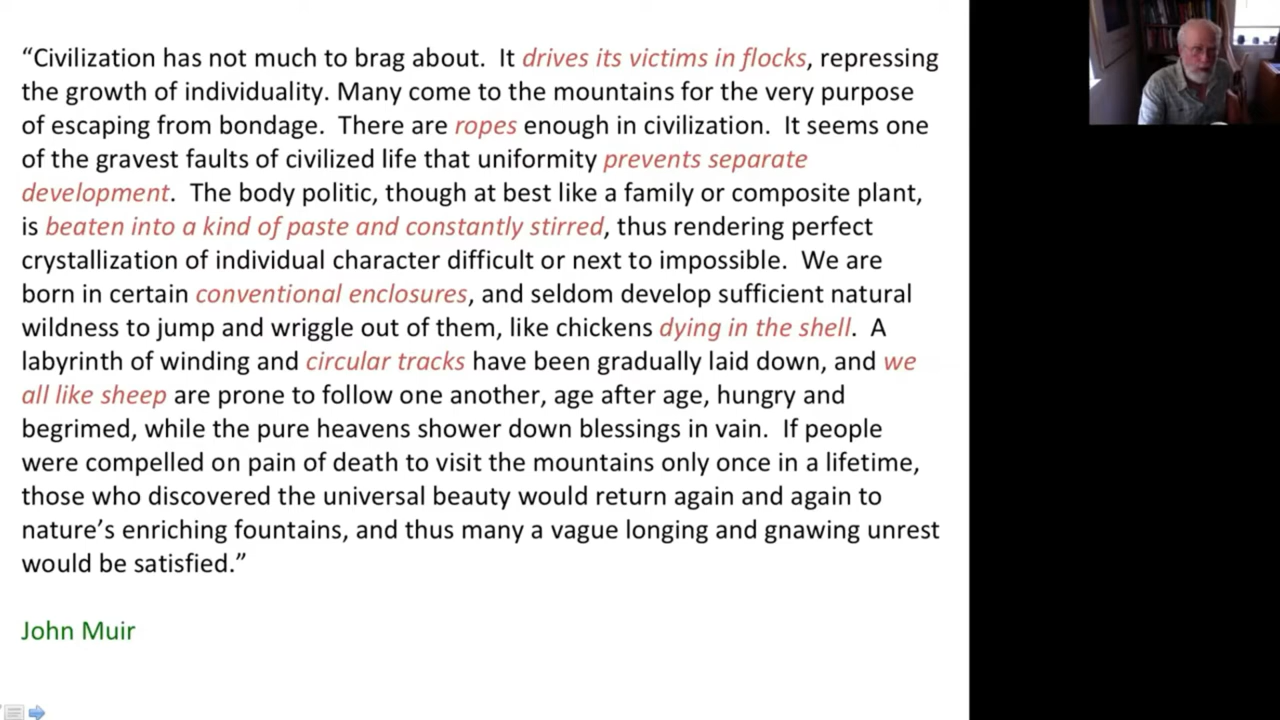 “Civilization has not much to brag about.  It drives its victims in flocks, repressing
the growth of individuality. Many come to the mountains for the very purpose
of escaping from bondage.  There are ropes enough in civilization.  It seems one
of the gravest faults of civilized life that uniformity prevents separate
development.  The body politic, though at best like a family or composite plant,
is beaten into a kind of paste and constantly stirred, thus rendering perfect
crystallization of individual character difficult or next to impossible.  We are
born in certain conventional enclosures, and seldom develop sufficient natural
wildness to jump and wriggle out of them, like chickens dying in the shell.  A
labyrinth of winding and circular tracks have been gradually laid down, and we
all like sheep are prone to follow one another, age after age, hungry and
begrimed, while the pure heavens shower down blessings in vain.  If people
were compelled on pain of death to visit the mountains only once in a lifetime,
those who discovered the universal beauty would return again and again to
nature’s enriching fountains, and thus many a vague longing and gnawing unrest
would be satisfied.”
John Muir